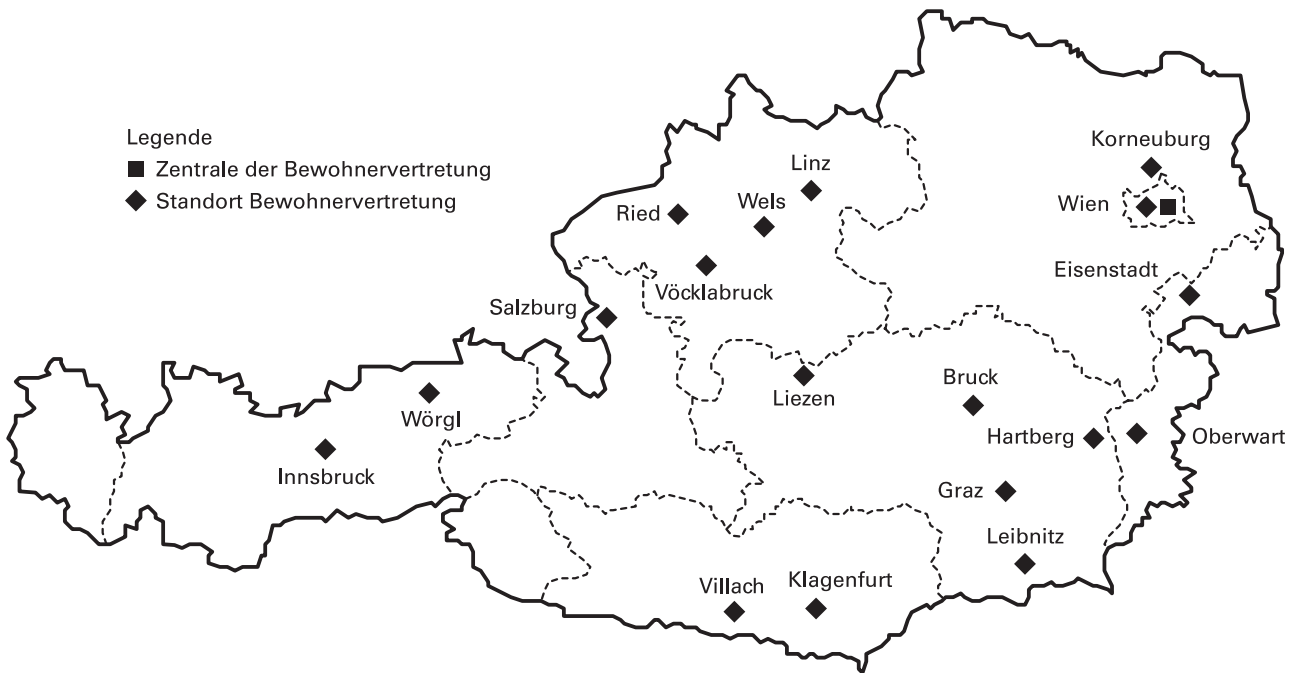 Legende
Zentrale der Bewohnervertretung
Standort Bewohnervertretung
Korneuburg
Linz
Wels
Ried
Wien
Vöcklabruck
Eisenstadt
Salzburg
Liezen
Bruck
Wörgl
Hartberg
Oberwart
Innsbruck
Graz
Leibnitz
Villach
Klagenfurt